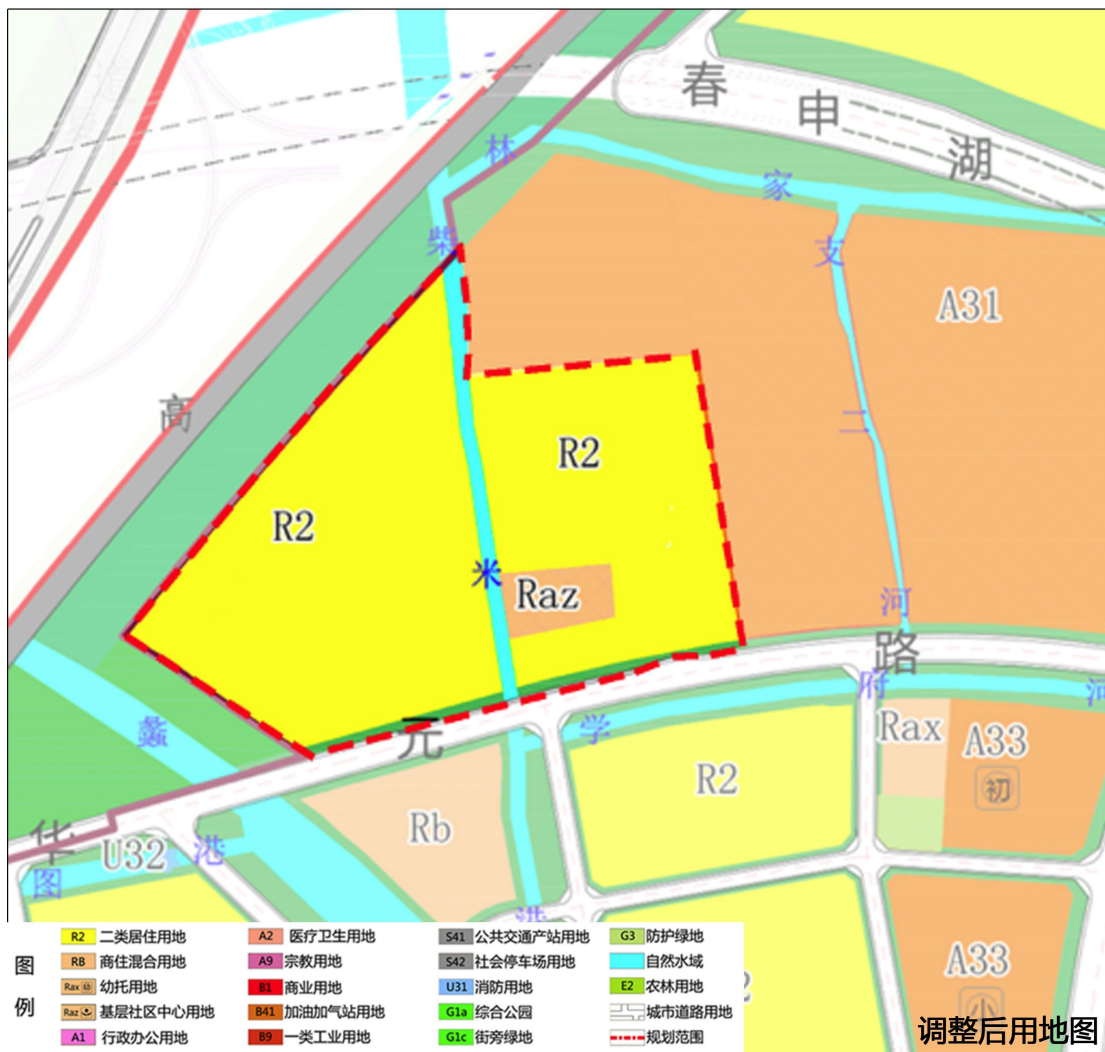 春
申
湖
林
家
柴
支
A31
高
二
R2
R2
米
Raz
河
路
府
河
蠡
元
学
Rax
A33
初
R2
Rb
华
U32
港
图
港
A33
小
2
图例
R2 二类居住用地
RB 商住混合用地
Rax 幼 幼托用地
Raz 基层社区中心用地
A1 行政办公用地
A2 医疗卫生用地
A9 宗教用地
B1 商业用地
B41 加油加气站用地
B9 一类工业用地
S41 公共交通产站用地
S42 社会停车场用地
U31 消防用地
G1a 综合公园
G1c 街旁绿地
G3 防护绿地
自然水域
E2 农林用地
城市道路用地
规划范围
调整后用地图